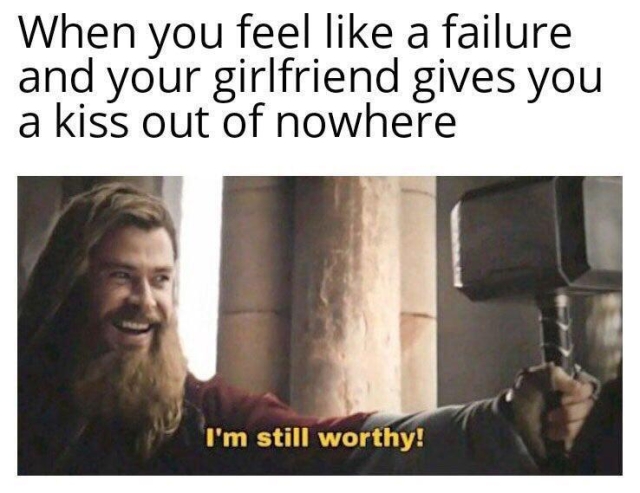 When you feel like a failure
and your girlfriend gives you
a kiss out of nowhere
I'm still worthy!